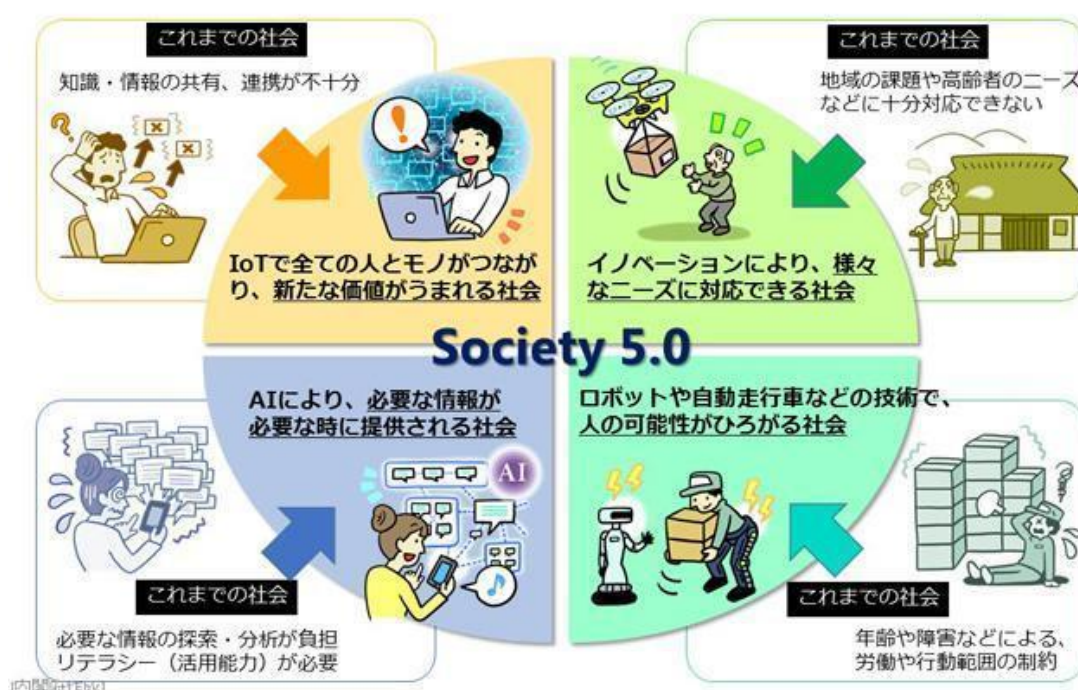 これまでの社会
知識・情報の共有、連携が不十分
IoTで全ての人とモノがつなが
り、新たな価値がうまれる社会
これまでの社会
地域の課題や高齢者のニーズ
などに十分対応できない
イノベーションにより、様々
なニーズに対応できる社会
Society 5.0
AIにより、必要な情報が
必要な時に提供される社会
AI
これまでの社会
必要な情報の探索・分析が負担
リテラシー（活用能力）が必要
ロボットや自動走行車などの技術で、
人の可能性がひろがる社会
これまでの社会
年齢や障害などによる、
労働や行動範囲の制約